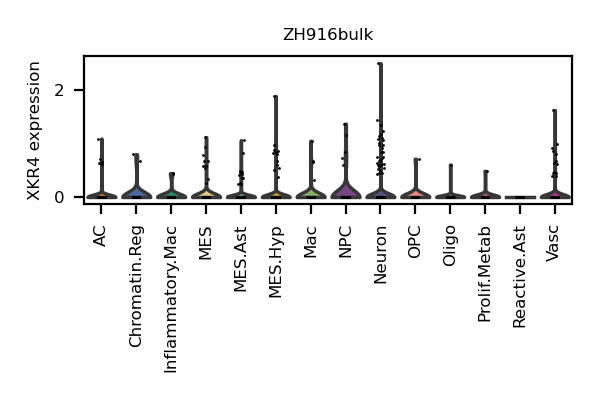 ZH916bulk
XKR4 expression
2
0
AC
Chromatin.Reg
Inflammatory.Mac
MES
MES.Ast
MES.Hyp
Mac
NPC
Neuron
OPC
Oligo
Prolif.Metab
Reactive.Ast
Vasc